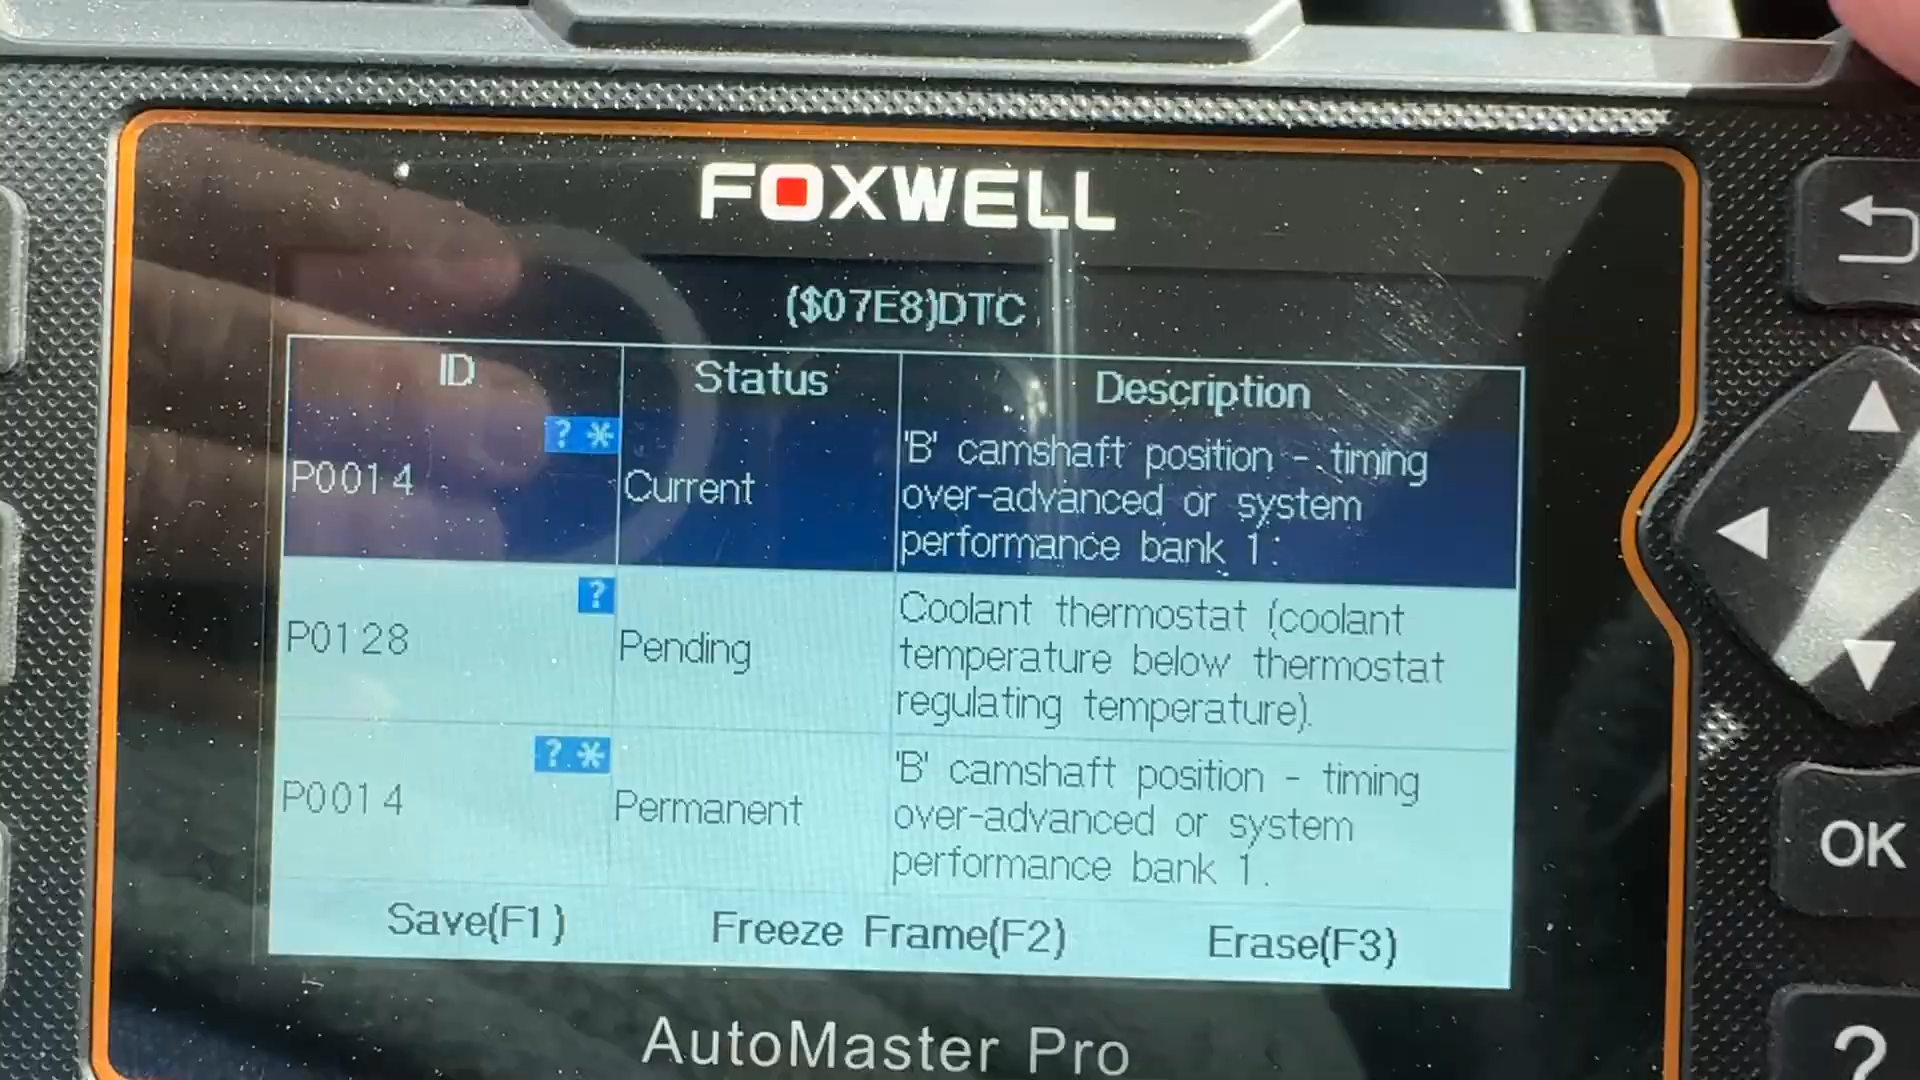 FOXWELL
($07E8)DTC
ID Status Description
? *
P0014 Current 'B' camshaft position - timing
over-advanced or system
performance bank 1.
?
P0128 Pending Coolant thermostat (coolant
temperature below thermostat
regulating temperature).
? *
P0014 Permanent 'B' camshaft position - timing
over-advanced or system
performance bank 1.
Save(F1) Freeze Frame(F2) Erase(F3)
AutoMaster Pro
OK
?